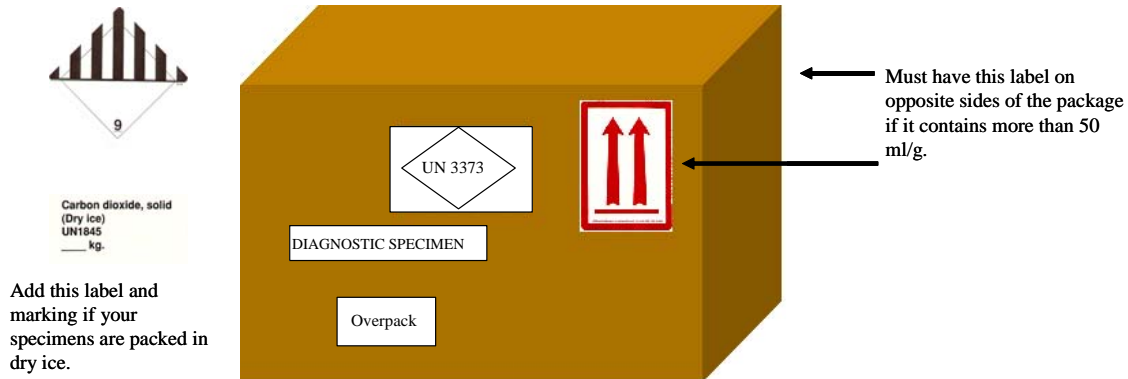 9
Carbon dioxide, solid
(Dry ice)
UN1845
____ kg.
Add this label and
marking if your
specimens are packed in
dry ice.
UN 3373
DIAGNOSTIC SPECIMEN
Overpack
Must have this label on
opposite sides of the package
if it contains more than 50
ml/g.